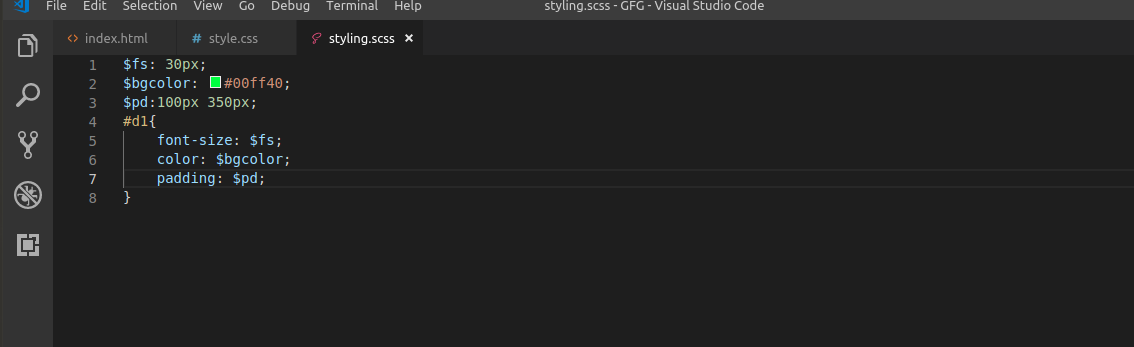 File Edit Selection View Go Debug Terminal Help styling.scss - GFG - Visual Studio Code
<> index.html # style.css styling.scss ×
1 $fs: 30px;
2 $bgcolor: #00ff40;
3 $pd:100px 350px;
4 #d1{
5 font-size: $fs;
6 color: $bgcolor;
7 padding: $pd;
8 }